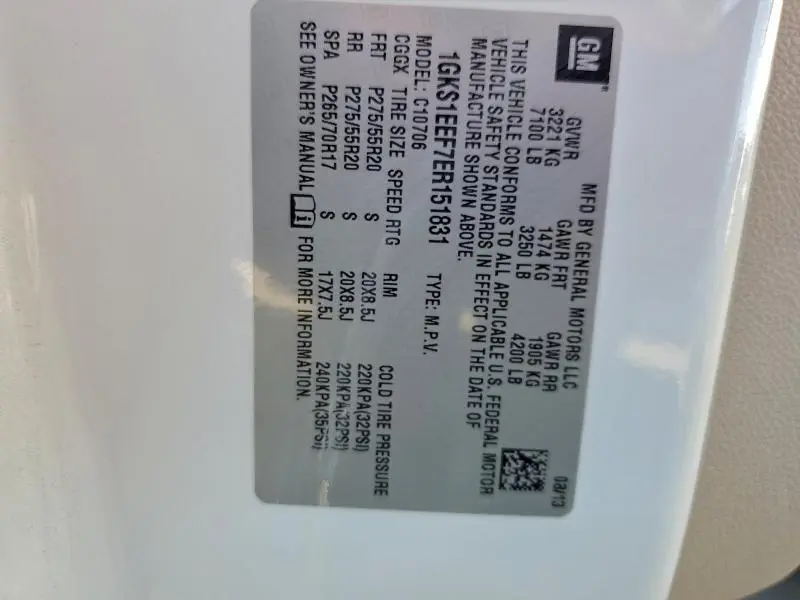 GM®
MFD BY GENERAL MOTORS LLC 08/13
GVWR GAWR FRT GAWR RR
3221 KG 1474 KG 1905 KG
7100 LB 3250 LB 4200 LB
THIS VEHICLE CONFORMS TO ALL APPLICABLE U.S. FEDERAL MOTOR
VEHICLE SAFETY STANDARDS IN EFFECT ON THE DATE OF
MANUFACTURE SHOWN ABOVE.
1GKS1EEF7ER151831 TYPE: M.P.V.
MODEL: C10706
CGGX TIRE SIZE SPEED RTG RIM COLD TIRE PRESSURE
FRT P275/55R20 S 20X8.5J 220KPA(32PSI)
RR P275/55R20 S 20X8.5J 220KPA(32PSI)
SPA P265/70R17 S 17X7.5J 240KPA(35PSI)
SEE OWNER'S MANUAL i FOR MORE INFORMATION.